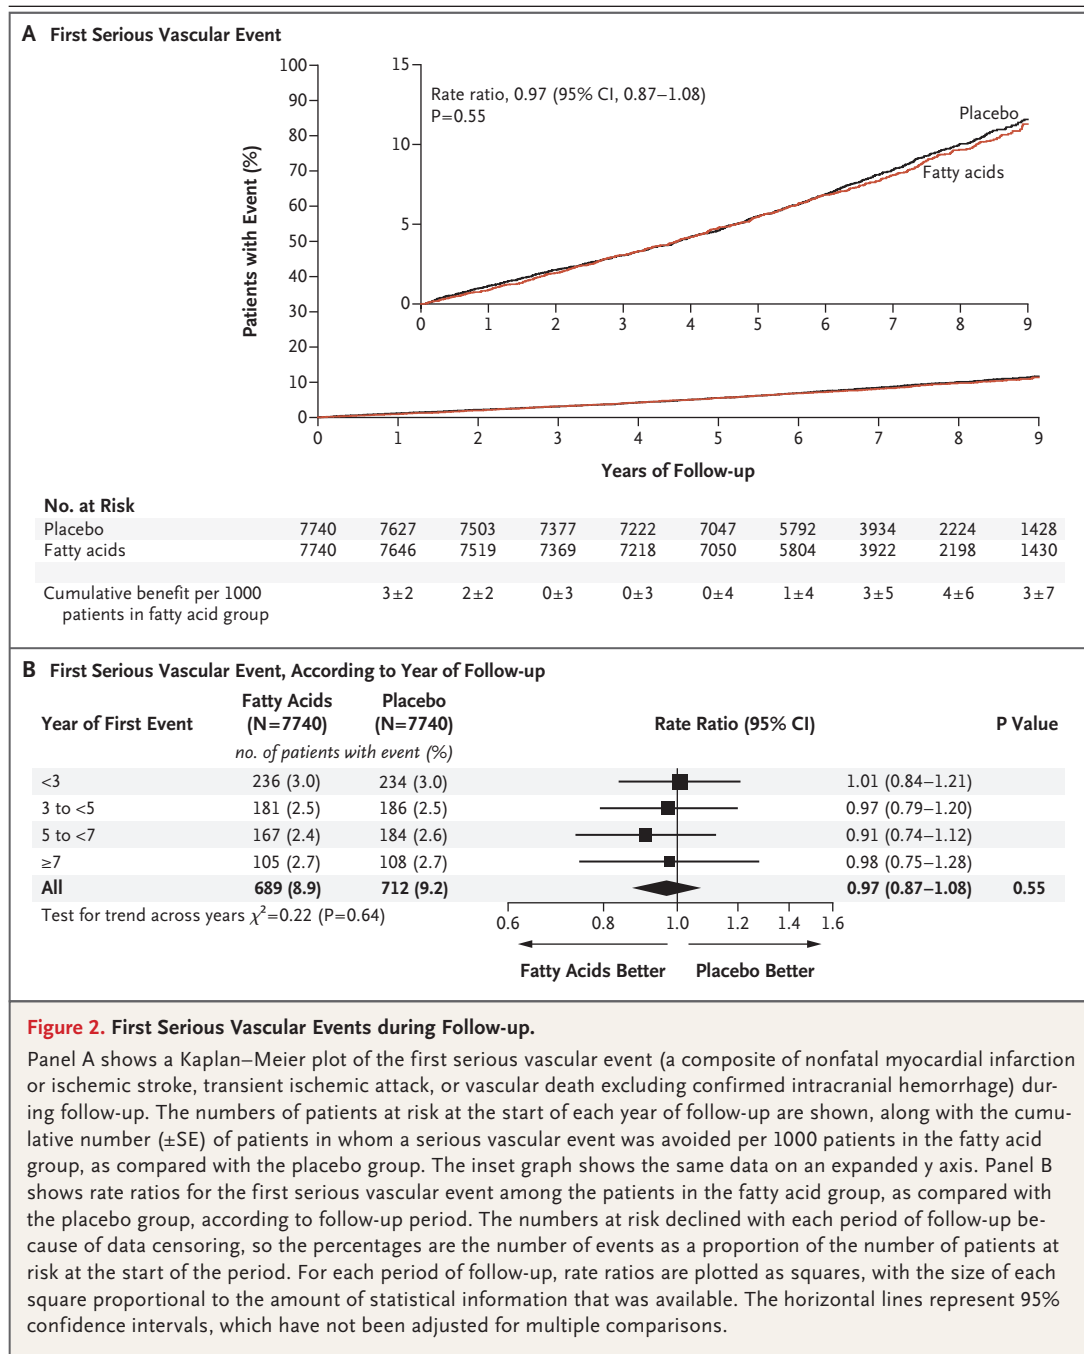 A First Serious Vascular Event
100
90
80
70
60
50
40
30
20
10
0
Patients with Event (%)
15
10
5
0
Rate ratio, 0.97 (95% CI, 0.87–1.08)
P=0.55
Placebo
Fatty acids
0 1 2 3 4 5 6 7 8 9
0 1 2 3 4 5 6 7 8 9
Years of Follow-up
No. at Risk
Placebo 7740 7627 7503 7377 7222 7047 5792 3934 2224 1428
Fatty acids 7740 7646 7519 7369 7218 7050 5804 3922 2198 1430
Cumulative benefit per 1000 3±2 2±2 0±3 0±3 0±4 1±4 3±5 4±6 3±7
patients in fatty acid group
B First Serious Vascular Event, According to Year of Follow-up
Fatty Acids Placebo
Year of First Event (N=7740) (N=7740) Rate Ratio (95% CI) P Value
no. of patients with event (%)
<3 236 (3.0) 234 (3.0) 1.01 (0.84–1.21)
3 to <5 181 (2.5) 186 (2.5) 0.97 (0.79–1.20)
5 to <7 167 (2.4) 184 (2.6) 0.91 (0.74–1.12)
≥7 105 (2.7) 108 (2.7) 0.98 (0.75–1.28)
All 689 (8.9) 712 (9.2) 0.97 (0.87–1.08) 0.55
Test for trend across years χ²=0.22 (P=0.64)
0.6 0.8 1.0 1.2 1.4 1.6
Fatty Acids Better Placebo Better
Figure 2. First Serious Vascular Events during Follow-up.
Panel A shows a Kaplan–Meier plot of the first serious vascular event (a composite of nonfatal myocardial infarction
or ischemic stroke, transient ischemic attack, or vascular death excluding confirmed intracranial hemorrhage) dur-
ing follow-up. The numbers of patients at risk at the start of each year of follow-up are shown, along with the cumu-
lative number (±SE) of patients in whom a serious vascular event was avoided per 1000 patients in the fatty acid
group, as compared with the placebo group. The inset graph shows the same data on an expanded y axis. Panel B
shows rate ratios for the first serious vascular event among the patients in the fatty acid group, as compared with
the placebo group, according to follow-up period. The numbers at risk declined with each period of follow-up be-
cause of data censoring, so the percentages are the number of events as a proportion of the number of patients at
risk at the start of the period. For each period of follow-up, rate ratios are plotted as squares, with the size of each
square proportional to the amount of statistical information that was available. The horizontal lines represent 95%
confidence intervals, which have not been adjusted for multiple comparisons.